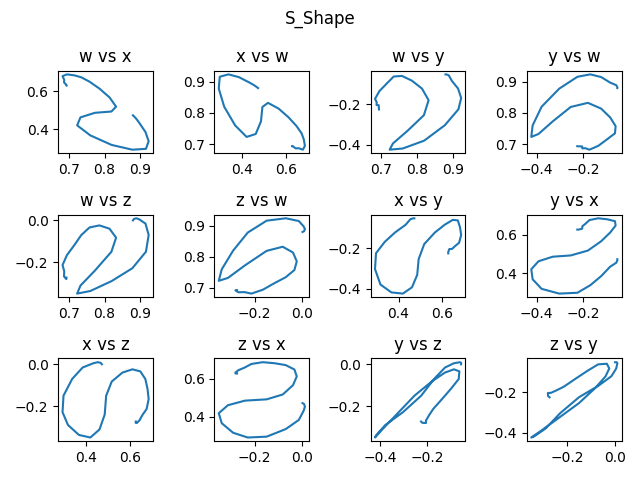 S_Shape
w vs x
x vs w
w vs y
y vs w
0.6
0.4
0.7 0.8 0.9
0.9
0.8
0.7
0.4 0.6
−0.2
−0.4
0.7 0.8 0.9
0.9
0.8
0.7
−0.4 −0.2
w vs z
z vs w
x vs y
y vs x
0.0
−0.2
0.7 0.8 0.9
0.9
0.8
0.7
−0.2 0.0
−0.2
−0.4
0.4 0.6
0.6
0.4
−0.4 −0.2
x vs z
z vs x
y vs z
z vs y
0.0
−0.2
0.4 0.6
0.6
0.4
−0.2 0.0
0.0
−0.2
−0.4 −0.2
−0.2
−0.4
−0.2 0.0